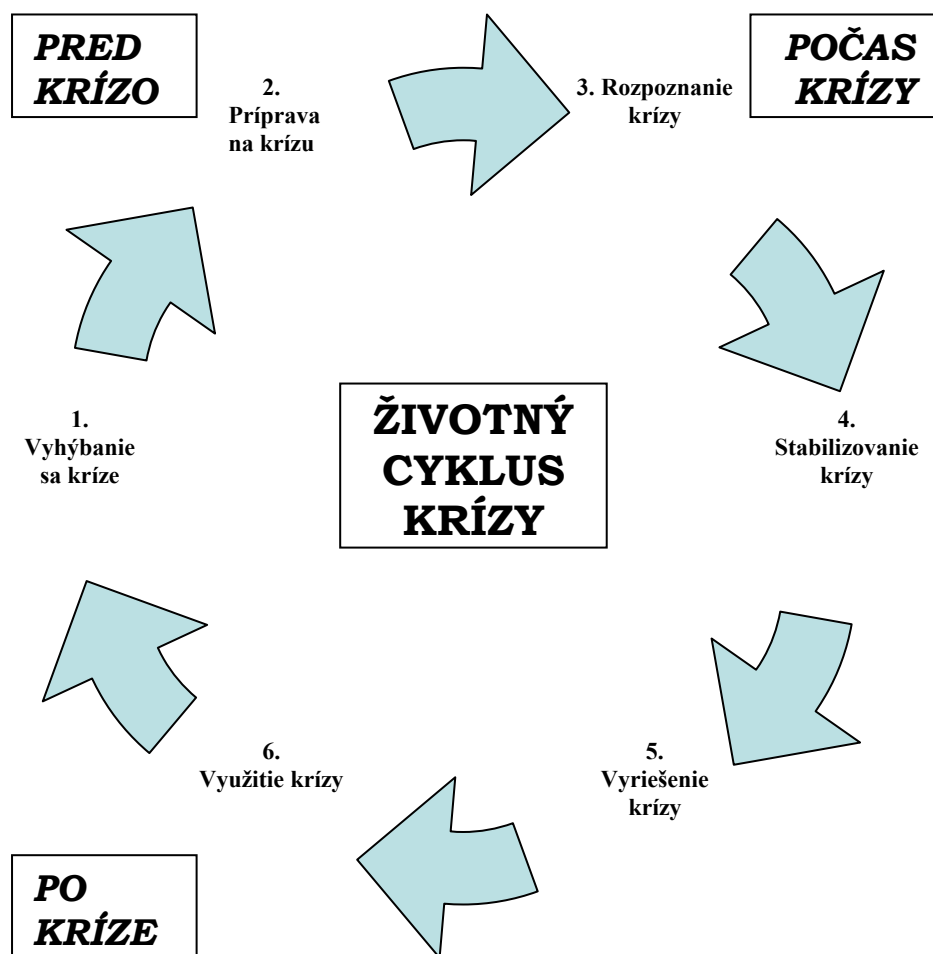 PRED
KRÍZO
2.
Príprava
na krízu
3. Rozpoznanie
krízy
POČAS
KRÍZY
1.
Vyhýbanie
sa kríze
ŽIVOTNÝ
CYKLUS
KRÍZY
4.
Stabilizovanie
krízy
6.
Využitie krízy
5.
Vyriešenie
krízy
PO
KRÍZE